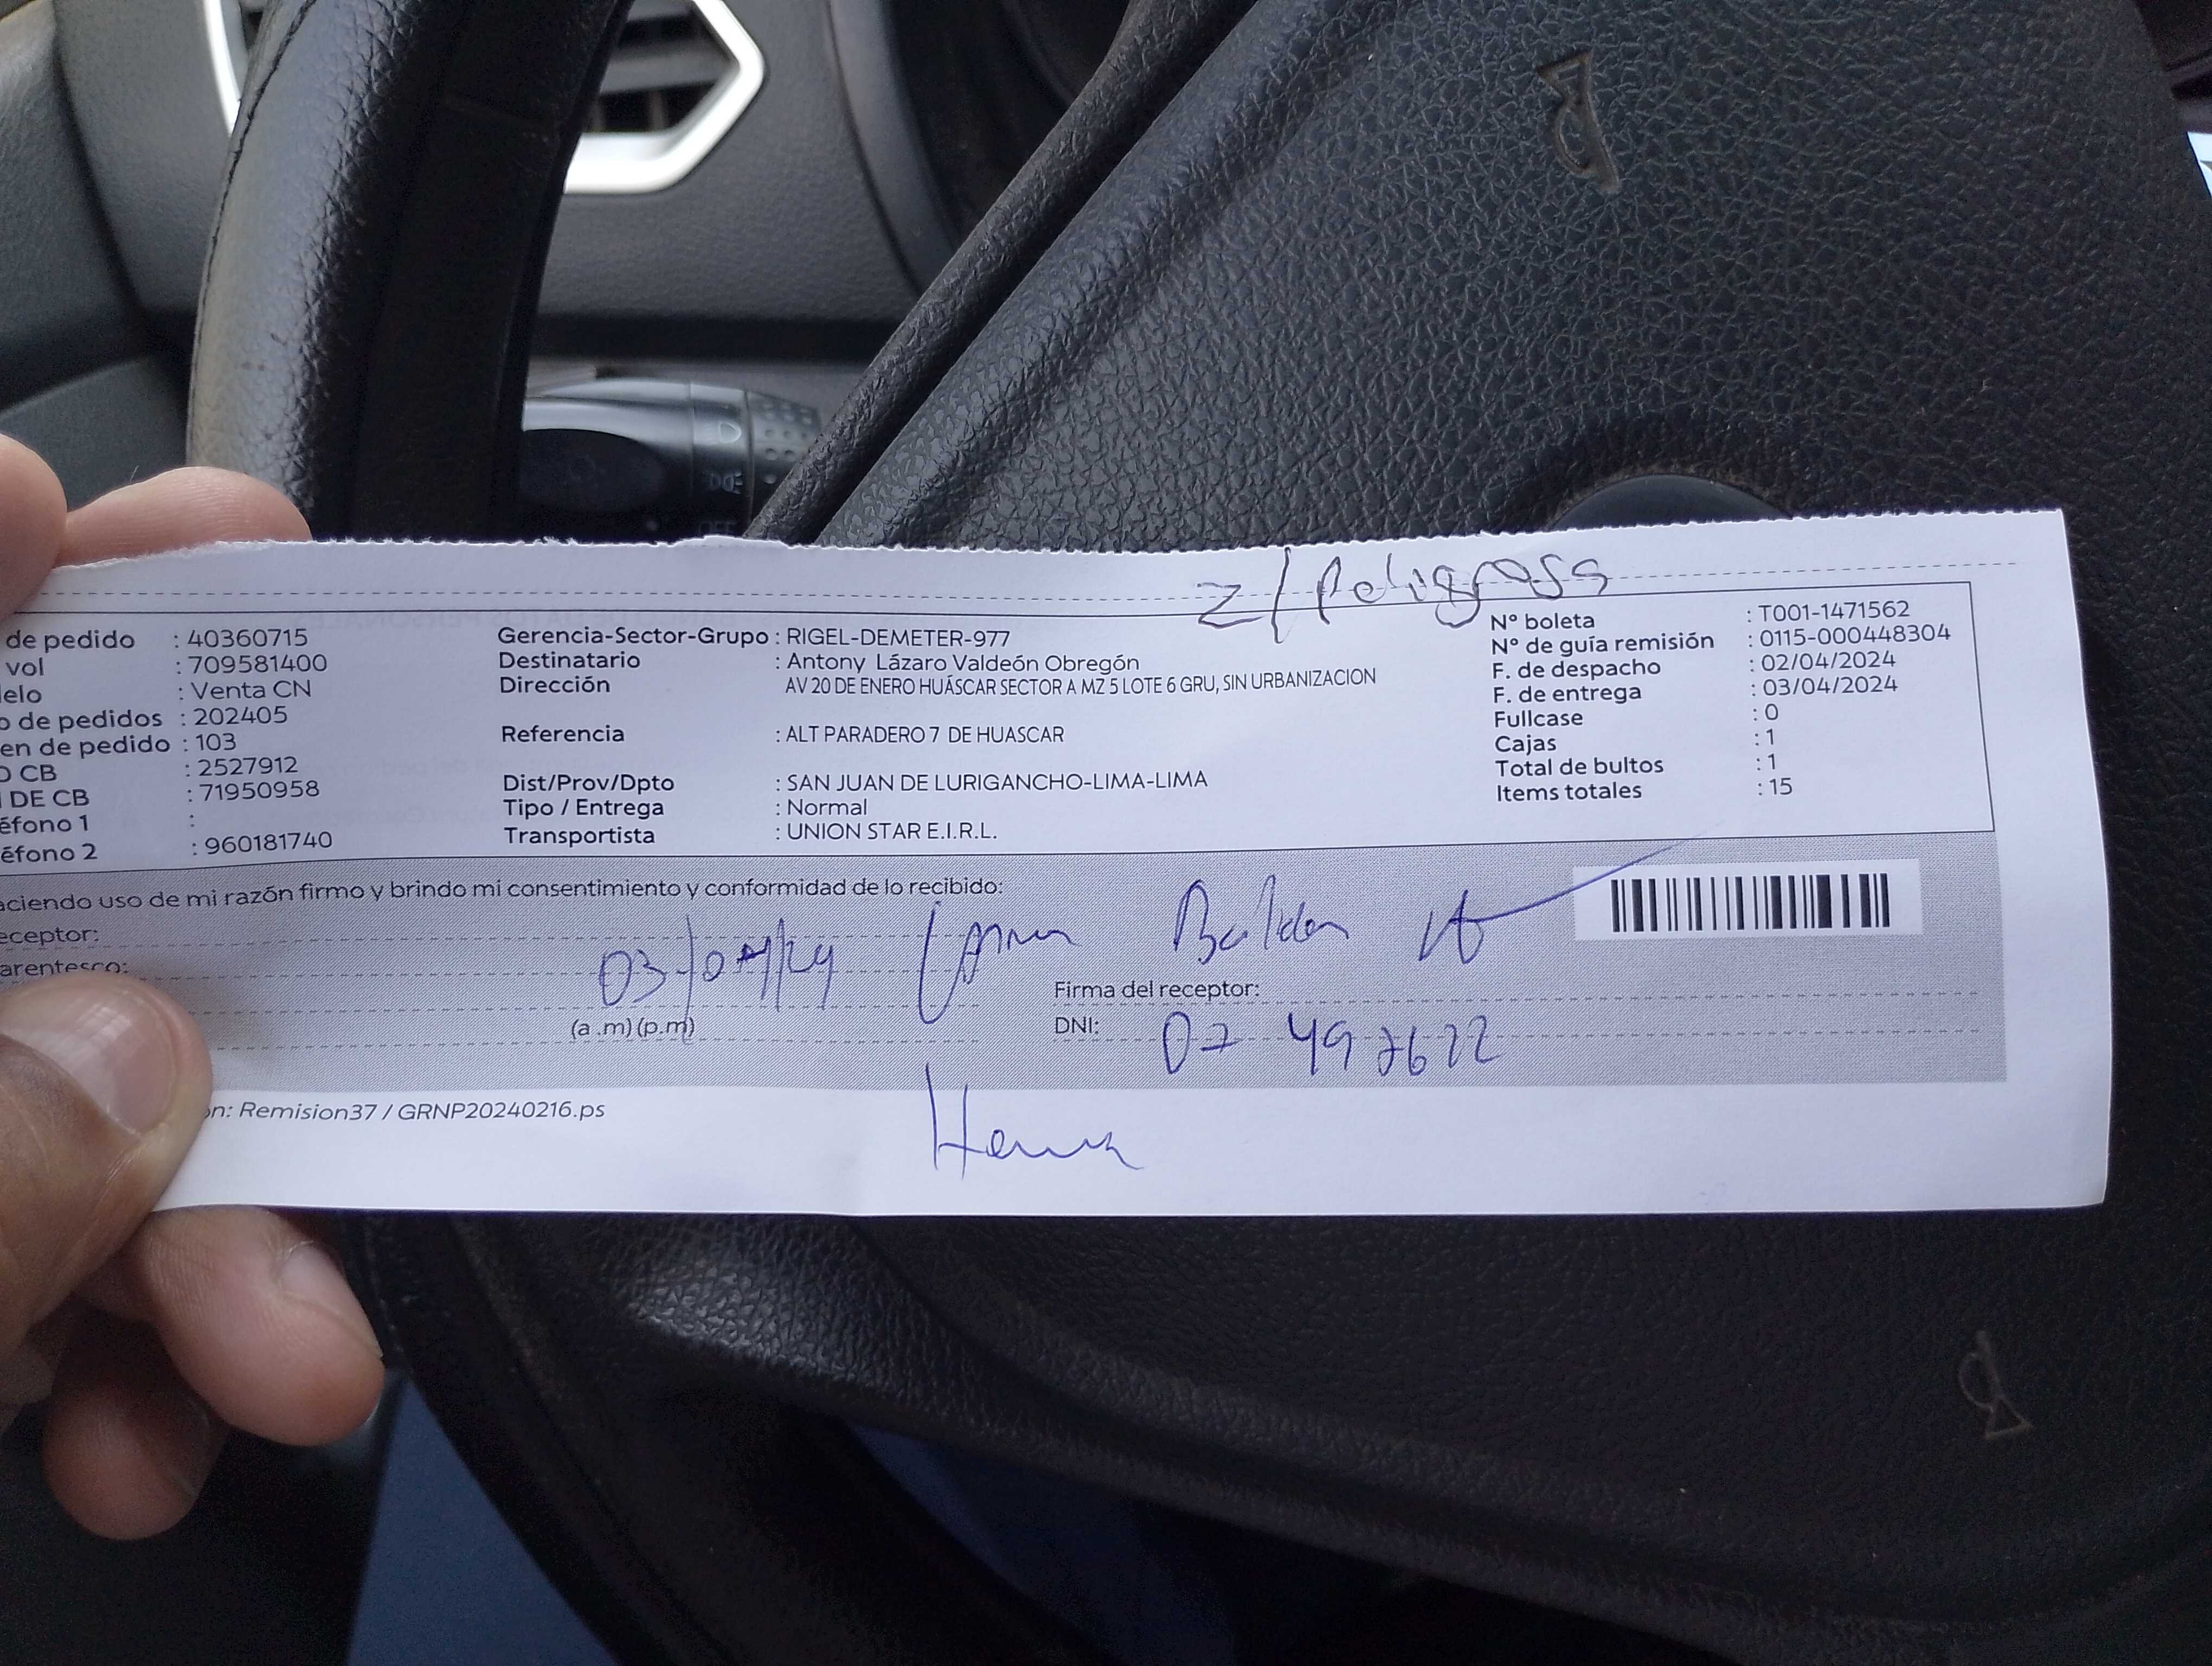 Z/Peligrosa
de pedido : 40360715
vol : 709581400
elo : Venta CN
o de pedidos : 202405
en de pedido : 103
O CB : 2527912
DE CB : 71950958
éfono 1 :
éfono 2 : 960181740
Gerencia-Sector-Grupo : RIGEL-DEMETER-977
Destinatario : Antony Lázaro Valdeón Obregón
Dirección AV 20 DE ENERO HUÁSCAR SECTOR A MZ 5 LOTE 6 GRU, SIN URBANIZACION
Referencia : ALT PARADERO 7 DE HUASCAR
Dist/Prov/Dpto : SAN JUAN DE LURIGANCHO-LIMA-LIMA
Tipo / Entrega : Normal
Transportista : UNION STAR E.I.R.L.
N° boleta : T001-1471562
N° de guía remisión : 0115-000448304
F. de despacho : 02/04/2024
F. de entrega : 03/04/2024
Fullcase : 0
Cajas : 1
Total de bultos : 1
Items totales : 15
aciendo uso de mi razón firmo y brindo mi consentimiento y conformidad de lo recibido:
eceptor:
arentesco:
03/04/24
(a .m) (p.m)
Firma del receptor:
DNI: 07 497622
ón: Remision37 / GRNP20240216.ps